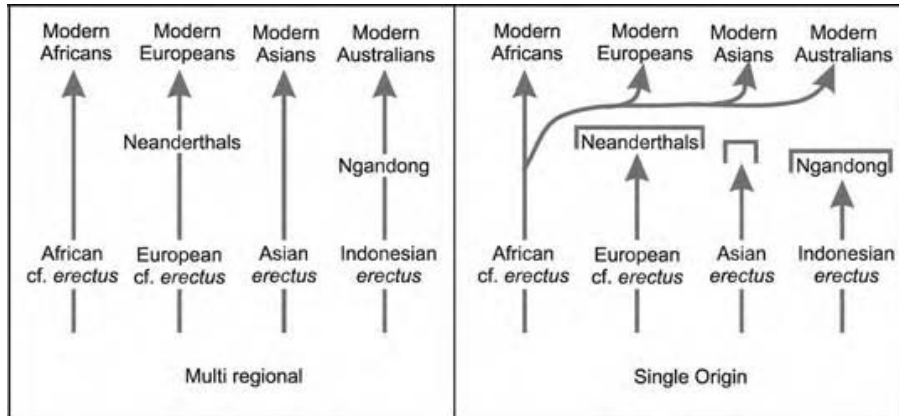 Modern
Africans
Modern
Europeans
Modern
Asians
Modern
Australians
Neanderthals
Ngandong
African
cf. erectus
European
cf. erectus
Asian
erectus
Indonesian
erectus
Multi regional
Modern
Africans
Modern
Europeans
Modern
Asians
Modern
Australians
Neanderthals
Ngandong
African
cf. erectus
European
cf. erectus
Asian
erectus
Indonesian
erectus
Single Origin